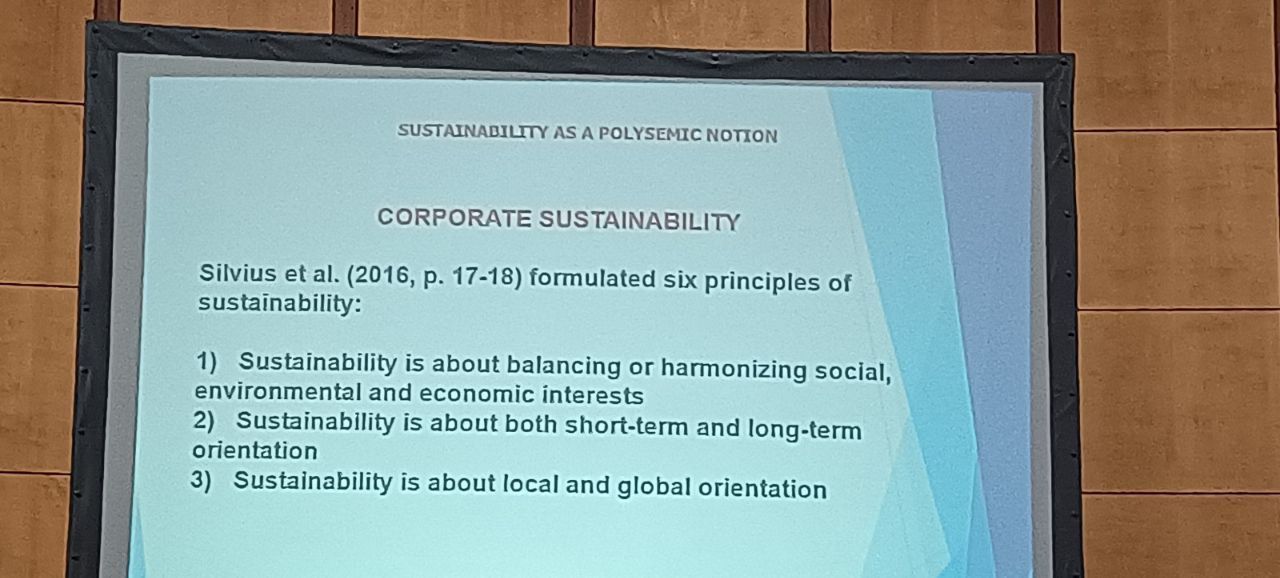 SUSTAINABILITY AS A POLYSEMIC NOTION
CORPORATE SUSTAINABILITY
Silvius et al. (2016, p. 17-18) formulated six principles of
sustainability:
1) Sustainability is about balancing or harmonizing social,
environmental and economic interests
2) Sustainability is about both short-term and long-term
orientation
3) Sustainability is about local and global orientation